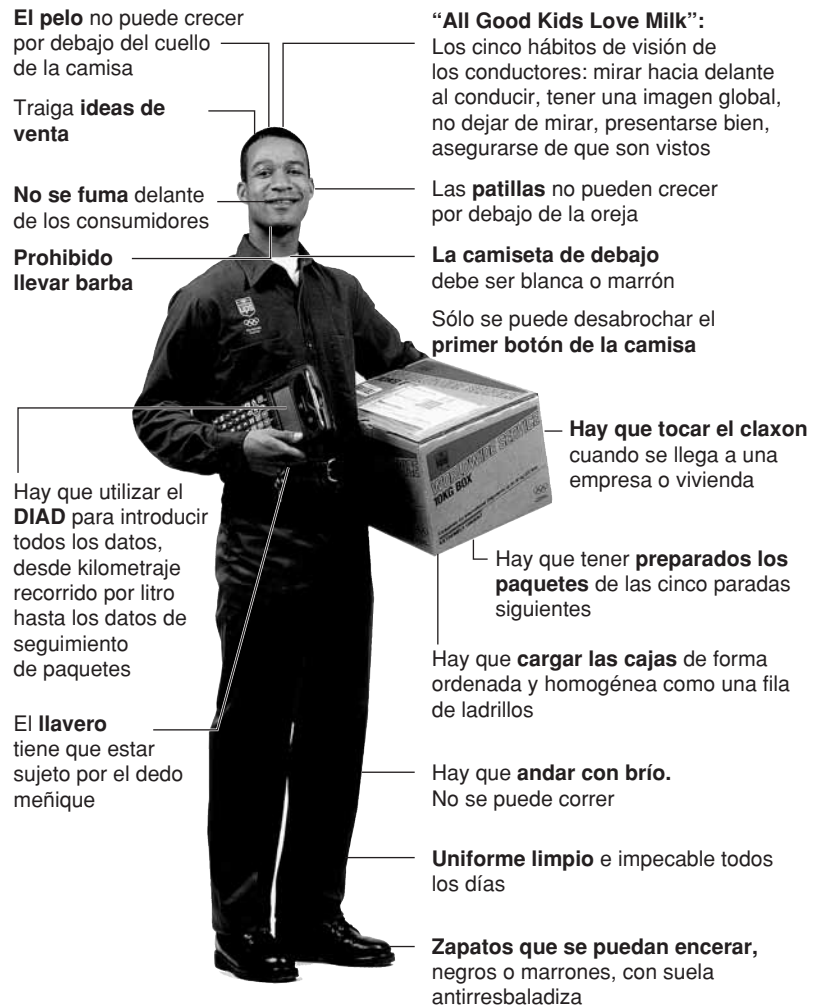 El pelo no puede crecer
por debajo del cuello
de la camisa
Traiga ideas de
venta
No se fuma delante
de los consumidores
Prohibido
llevar barba
Hay que utilizar el
DIAD para introducir
todos los datos,
desde kilometraje
recorrido por litro
hasta los datos de
seguimiento
de paquetes
El llavero
tiene que estar
sujeto por el dedo
meñique
“All Good Kids Love Milk”:
Los cinco hábitos de visión de
los conductores: mirar hacia delante
al conducir, tener una imagen global,
no dejar de mirar, presentarse bien,
asegurarse de que son vistos
Las patillas no pueden crecer
por debajo de la oreja
La camiseta de debajo
debe ser blanca o marrón
Sólo se puede desabrochar el
primer botón de la camisa
Hay que tocar el claxon
cuando se llega a una
empresa o vivienda
Hay que tener preparados los
paquetes de las cinco paradas
siguientes
Hay que cargar las cajas de forma
ordenada y homogénea como una fila
de ladrillos
Hay que andar con brío.
No se puede correr
Uniforme limpio e impecable todos
los días
Zapatos que se puedan encerar,
negros o marrones, con suela
antirresbaladiza
ups
WORLDWIDE SERVICE
10KG BOX